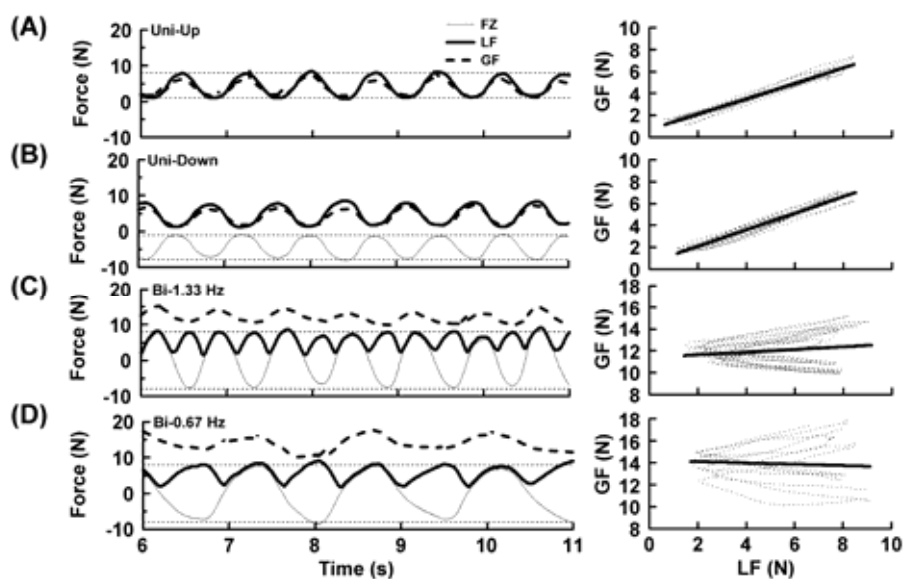 (A)
Uni-Up
FZ
LF
GF
Force (N)
20
10
0
-10
GF (N)
8
6
4
2
0
(B)
Uni-Down
Force (N)
20
10
0
-10
GF (N)
8
6
4
2
0
(C)
Bi-1.33 Hz
Force (N)
20
10
0
-10
GF (N)
18
16
14
12
10
8
(D)
Bi-0.67 Hz
Force (N)
20
10
0
-10
6 7 8 9 10 11
Time (s)
GF (N)
18
16
14
12
10
8
0 2 4 6 8 10
LF (N)